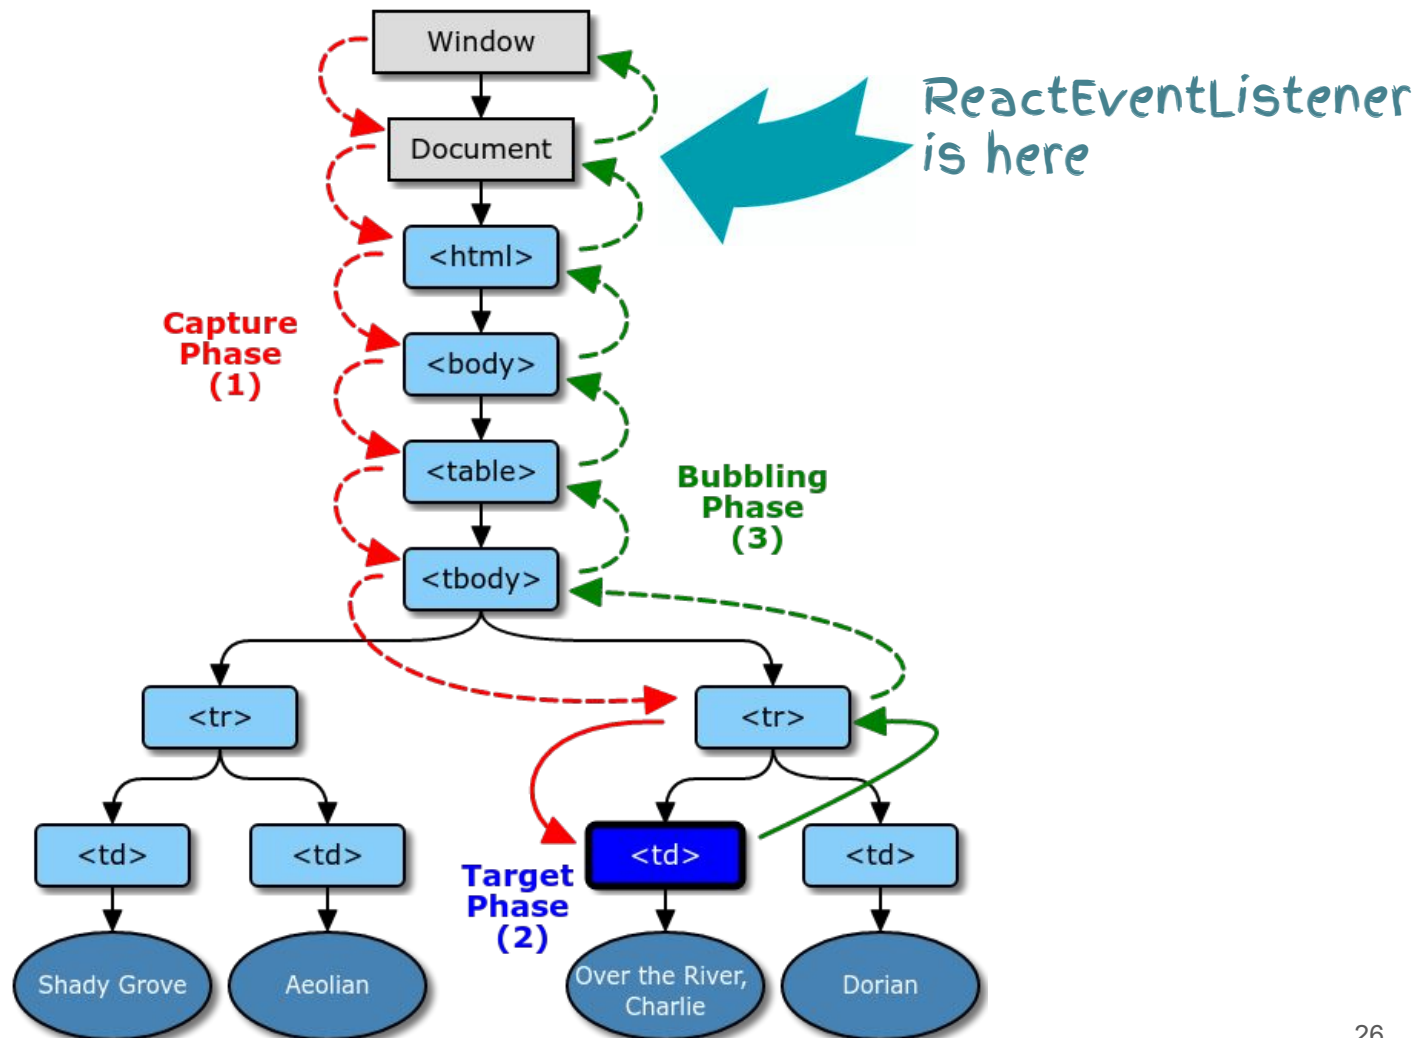 Window
ReactEventListener
is here
Document
<html>
Capture
Phase
(1)
<body>
<table>
Bubbling
Phase
(3)
<tbody>
<tr>
<tr>
<td>
<td>
<td>
<td>
Target
Phase
(2)
Shady Grove
Aeolian
Over the River,
Charlie
Dorian
26